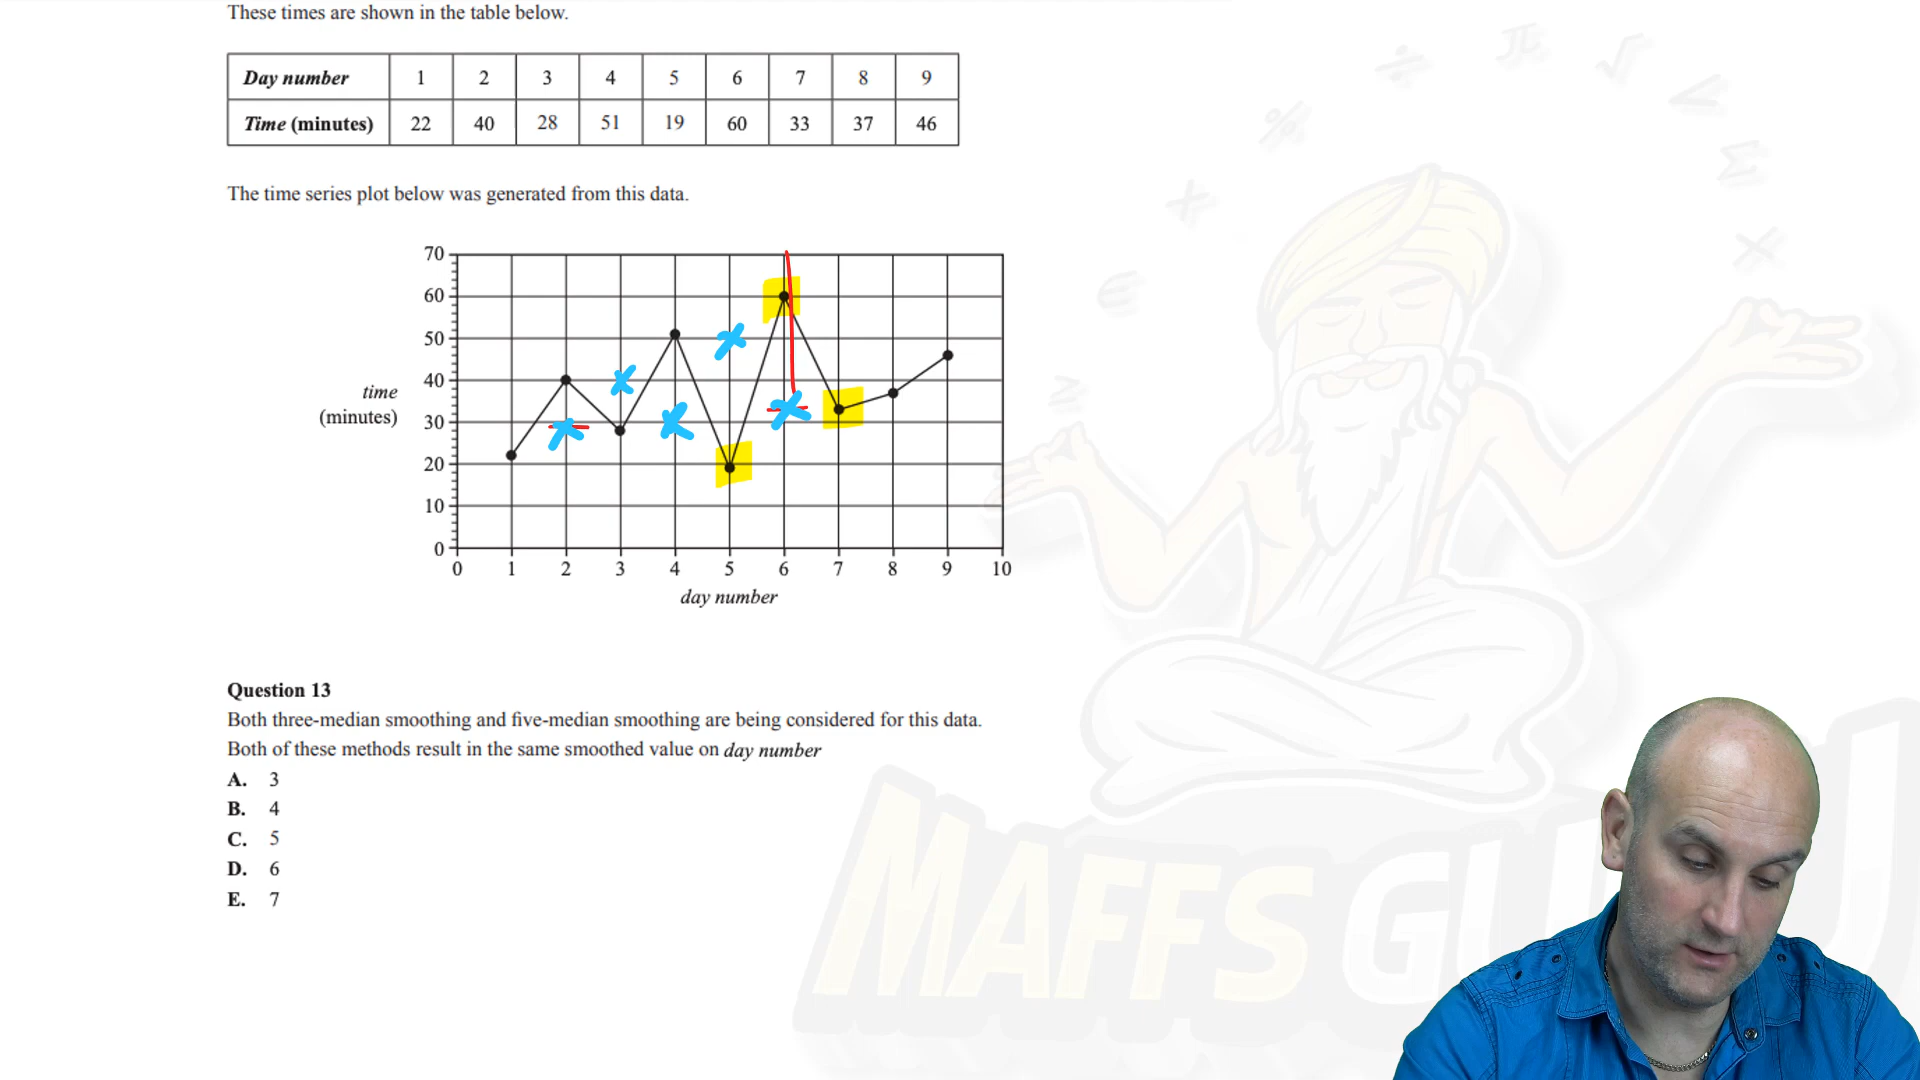 These times are shown in the table below.
Day number 1 2 3 4 5 6 7 8 9
Time (minutes) 22 40 28 51 19 60 33 37 46
The time series plot below was generated from this data.
70
60
50
40
30
20
10
0
time
(minutes)
0 1 2 3 4 5 6 7 8 9 10
day number
Question 13
Both three-median smoothing and five-median smoothing are being considered for this data.
Both of these methods result in the same smoothed value on day number
A. 3
B. 4
C. 5
D. 6
E. 7
MAFFS GURU